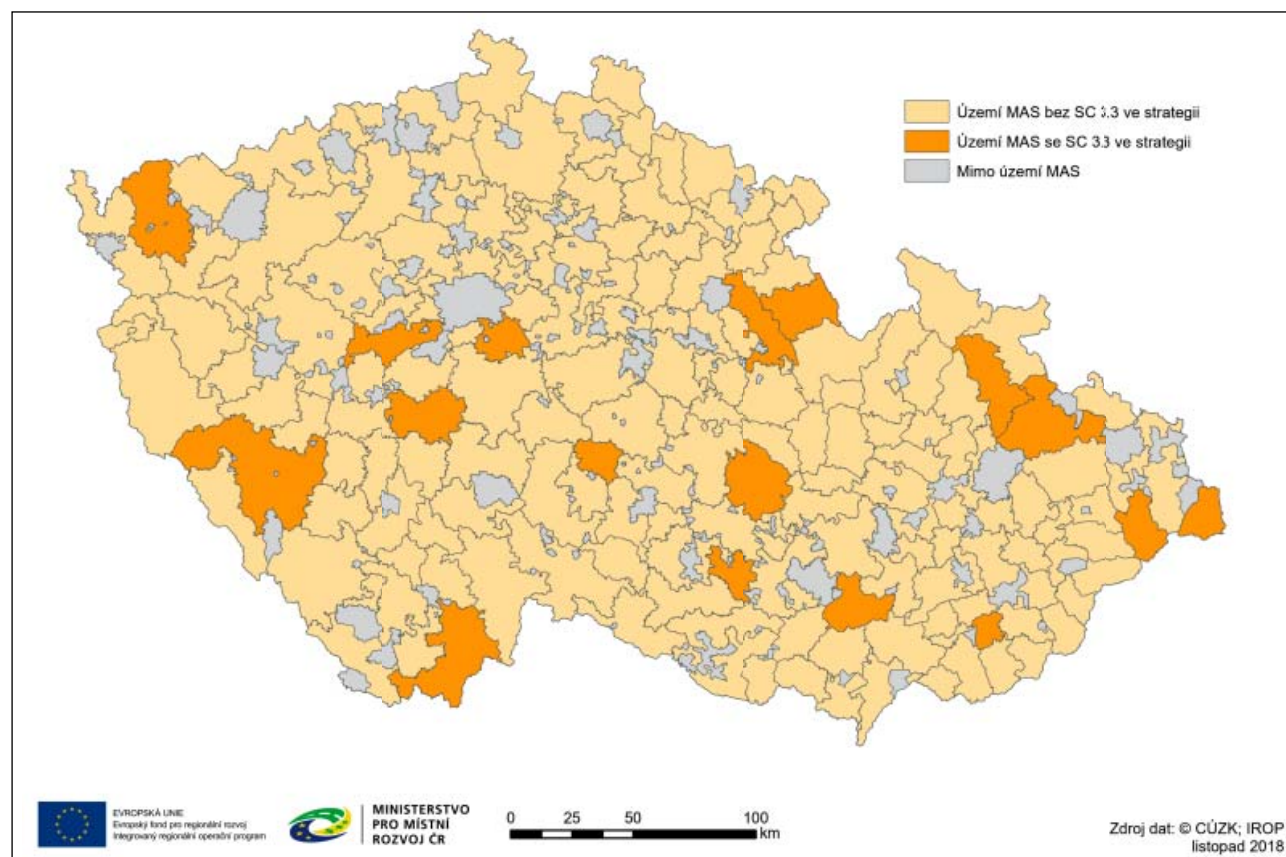 Území MAS bez SC 3.3 ve strategii
Území MAS se SC 3.3 ve strategii
Mimo území MAS
EVROPSKÁ UNIE
Evropský fond pro regionální rozvoj
Integrovaný regionální operační program
MINISTERSTVO
PRO MÍSTNÍ
ROZVOJ ČR
0 25 50 100
km
Zdroj dat: © ČÚZK; IROP
listopad 2018